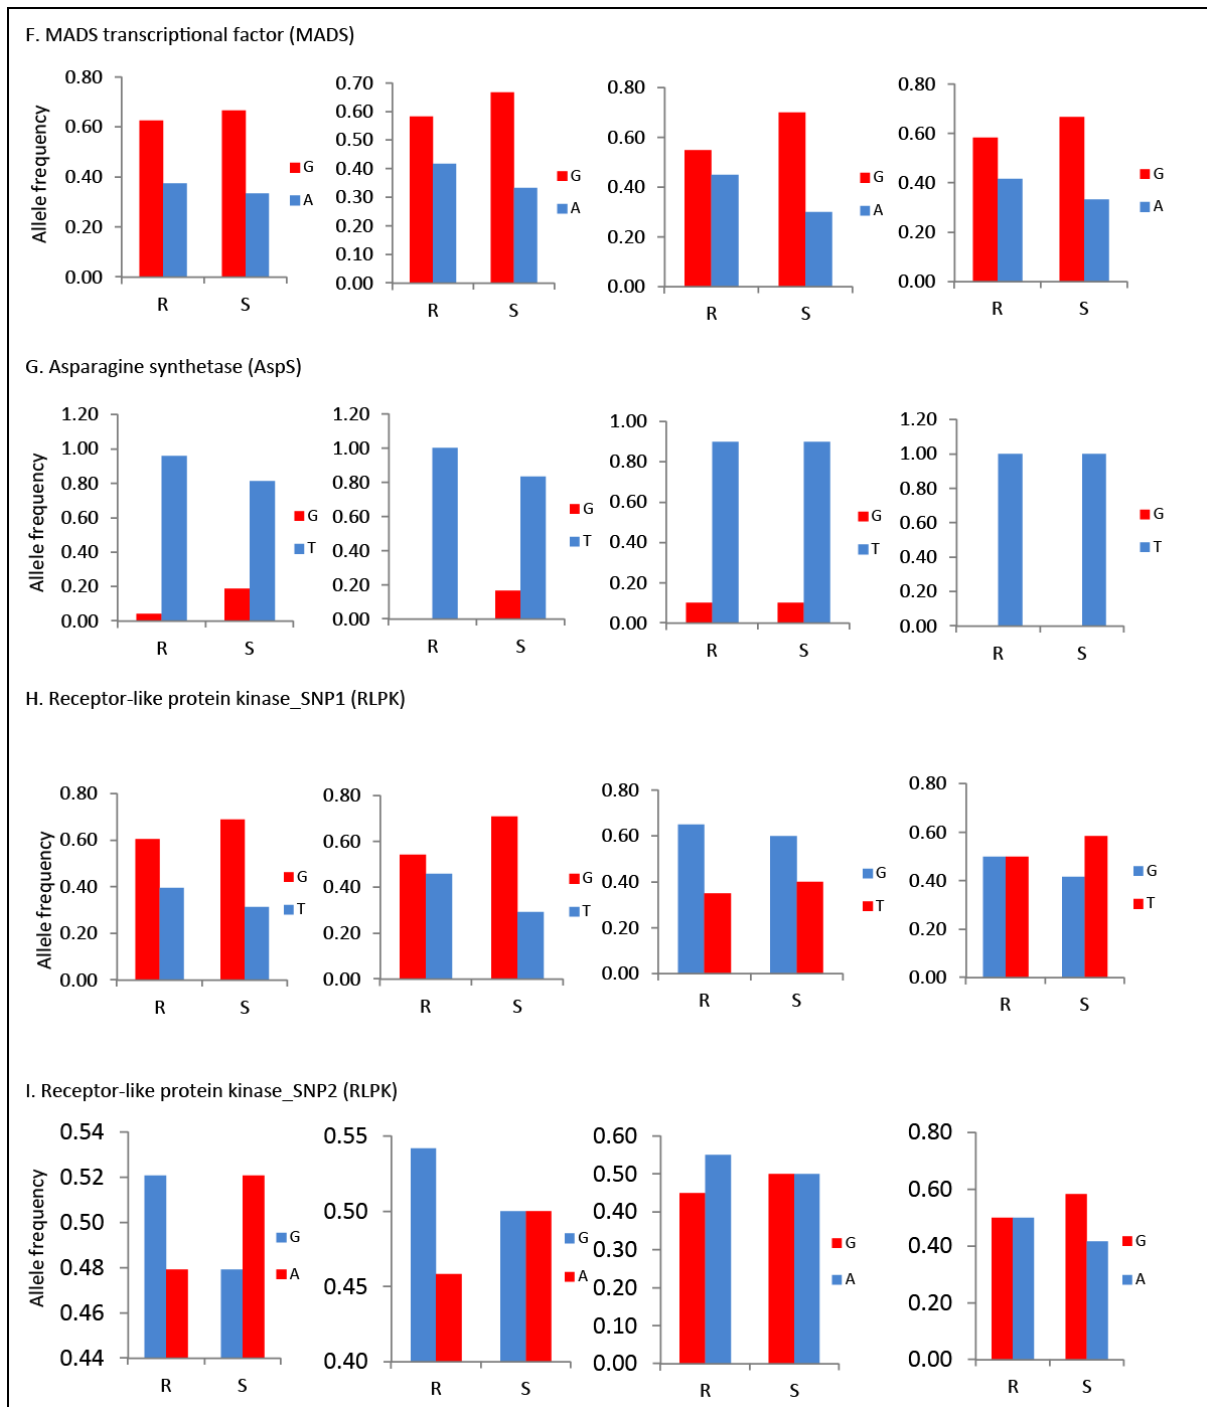 F. MADS transcriptional factor (MADS)
Allele frequency
0.80
0.60
0.40
0.20
0.00
R S
G
A
0.70
0.60
0.50
0.40
0.30
0.20
0.10
0.00
R S
G
A
0.80
0.60
0.40
0.20
0.00
R S
G
A
0.80
0.60
0.40
0.20
0.00
R S
G
A
G. Asparagine synthetase (AspS)
Allele frequency
1.20
1.00
0.80
0.60
0.40
0.20
0.00
R S
G
T
1.20
1.00
0.80
0.60
0.40
0.20
0.00
R S
G
T
1.00
0.80
0.60
0.40
0.20
0.00
R S
G
T
1.20
1.00
0.80
0.60
0.40
0.20
0.00
R S
G
T
H. Receptor-like protein kinase_SNP1 (RLPK)
Allele frequency
0.80
0.60
0.40
0.20
0.00
R S
G
T
0.80
0.60
0.40
0.20
0.00
R S
G
T
0.80
0.60
0.40
0.20
0.00
R S
G
T
0.80
0.60
0.40
0.20
0.00
R S
G
T
I. Receptor-like protein kinase_SNP2 (RLPK)
Allele frequency
0.54
0.52
0.50
0.48
0.46
0.44
R S
G
A
0.55
0.50
0.45
0.40
R S
G
A
0.60
0.50
0.40
0.30
0.20
0.10
0.00
R S
G
A
0.80
0.60
0.40
0.20
0.00
R S
G
A